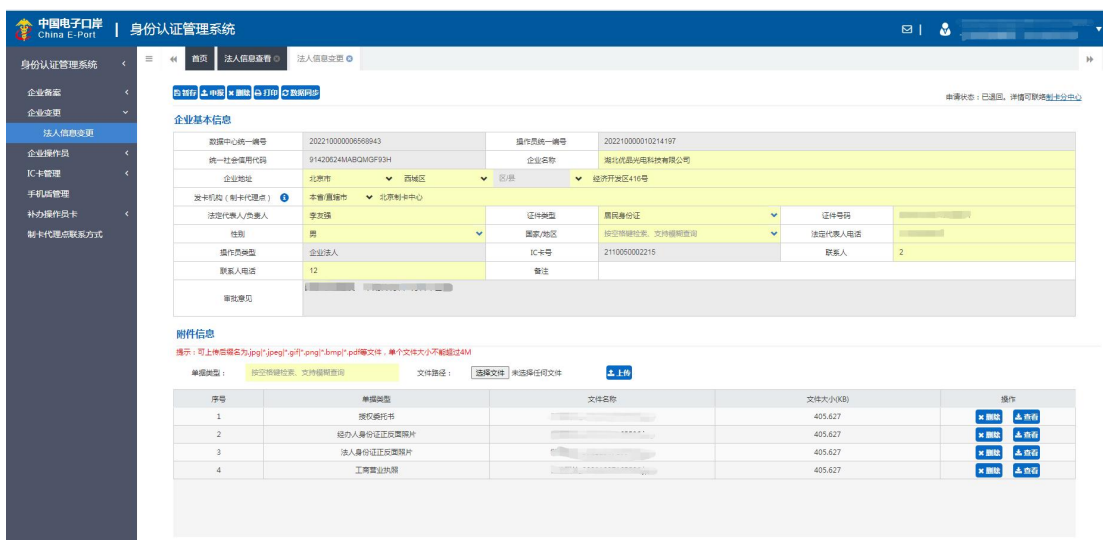 中国电子口岸
China E-Port
身份认证管理系统
身份认证管理系统
首页 法人信息查看 法人信息变更
企业备案
企业变更
法人信息变更
企业操作员
IC卡管理
手机盾管理
补办操作员卡
制卡代理点联系方式
暂存 申报 删除 打印 数据同步
申请状态：已退回，详情可联络制卡分中心
企业基本信息
数据中心统一编号 202210000006568943 操作员统一编号 202210000010214197
统一社会信用代码 91420624MABQMGF93H 企业名称 湖北优品光电科技有限公司
企业地址 北京市 西城区 区/县 经济开发区416号
发卡机构（制卡代理点） 本省/直辖市 北京制卡中心
法定代表人/负责人 李友强 证件类型 居民身份证 证件号码
性别 男 国家/地区 按空格键检索、支持模糊查询 法定代表人电话
操作员类型 企业法人 IC卡号 2110050002215 联系人 2
联系人电话 12 备注
审批意见
附件信息
提示：可上传后缀名为.jpg|*.jpeg|*.gif|*.png|*.bmp|*.pdf等文件，单个文件大小不能超过4M
单据类型： 按空格键检索、支持模糊查询 文件路径： 选择文件 未选择任何文件 上传
序号 单据类型 文件名称 文件大小(KB) 操作
1 授权委托书 405.627 删除 查看
2 经办人身份证正反面照片 405.627 删除 查看
3 法人身份证正反面照片 405.627 删除 查看
4 工商营业执照 405.627 删除 查看